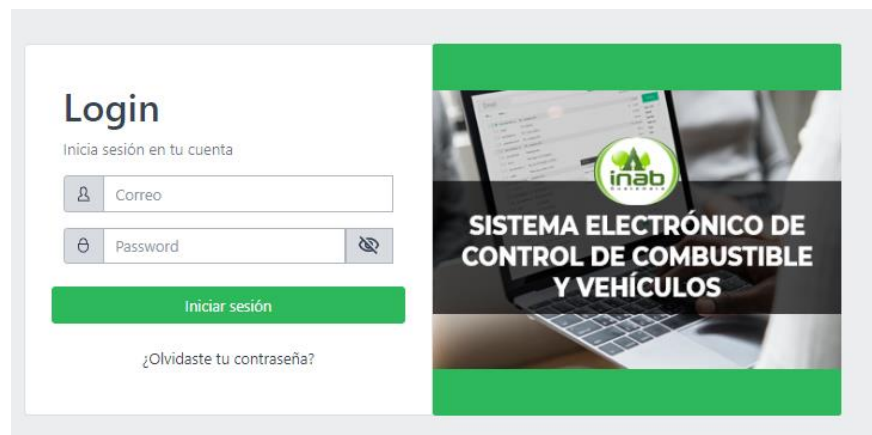 Login
Inicia sesión en tu cuenta
Correo
Password
Iniciar sesión
¿Olvidaste tu contraseña?
inab
Guatemala
SISTEMA ELECTRÓNICO DE
CONTROL DE COMBUSTIBLE
Y VEHÍCULOS